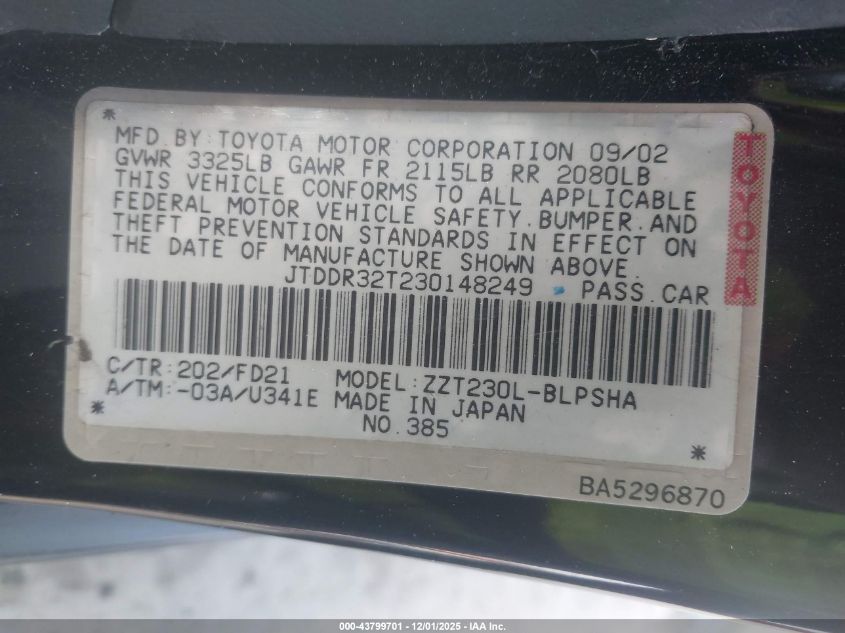 MFD.BY:TOYOTA MOTOR CORPORATION 09/02
GVWR 3325LB GAWR FR 2115LB RR 2080LB
THIS VEHICLE CONFORMS TO ALL APPLICABLE
FEDERAL MOTOR VEHICLE SAFETY,BUMPER,AND
THEFT PREVENTION STANDARDS IN EFFECT ON
THE DATE OF MANUFACTURE SHOWN ABOVE.
JTDDR32T230148249 PASS.CAR
C/TR:202/FD21 MODEL:ZZT230L-BLPSHA
A/TM:-03A/U341E MADE IN JAPAN
NO.385
TOYOTA
BA5296870
000-43799701 - 12/01/2025 - IAA Inc.